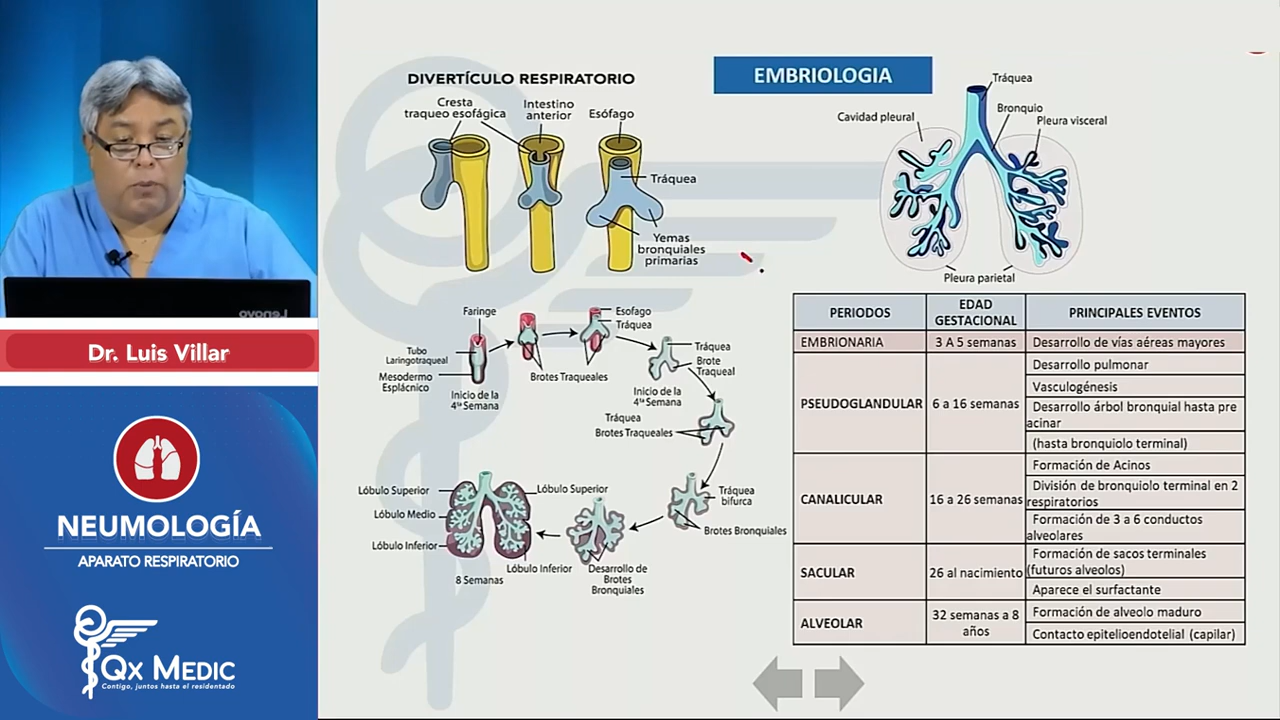 Lenovo
Dr. Luis Villar
NEUMOLOGÍA
APARATO RESPIRATORIO
QX MEDIC
Contigo, juntos hasta el residentado
DIVERTÍCULO RESPIRATORIO
Cresta
traqueo esofágica
Intestino
anterior
Esófago
Tráquea
Yemas
bronquiales
primarias
EMBRIOLOGIA
Tráquea
Bronquio
Cavidad pleural
Pleura visceral
Pleura parietal
Faringe
Tubo
Laringotraqueal
Mesodermo
Esplácnico
Inicio de la
4ta Semana
Brotes Traqueales
Esofago
Tráquea
Tráquea
Brote
Traqueal
Inicio de la
4ta Semana
Tráquea
Brotes Traqueales
Tráquea
bifurca
Brotes Bronquiales
Desarrollo de
Brotes
Bronquiales
Lóbulo Superior
Lóbulo Superior
Lóbulo Medio
Lóbulo Inferior
Lóbulo Inferior
8 Semanas
PERIODOS
EDAD
GESTACIONAL
PRINCIPALES EVENTOS
EMBRIONARIA
3 A 5 semanas
Desarrollo de vías aéreas mayores
PSEUDOGLANDULAR
6 a 16 semanas
Desarrollo pulmonar
Vasculogénesis
Desarrollo árbol bronquial hasta pre
acinar
(hasta bronquiolo terminal)
CANALICULAR
16 a 26 semanas
Formación de Acinos
División de bronquiolo terminal en 2
respiratorios
Formación de 3 a 6 conductos
alveolares
SACULAR
26 al nacimiento
Formación de sacos terminales
(futuros alveolos)
Aparece el surfactante
ALVEOLAR
32 semanas a 8
años
Formación de alveolo maduro
Contacto epitelioendotelial (capilar)